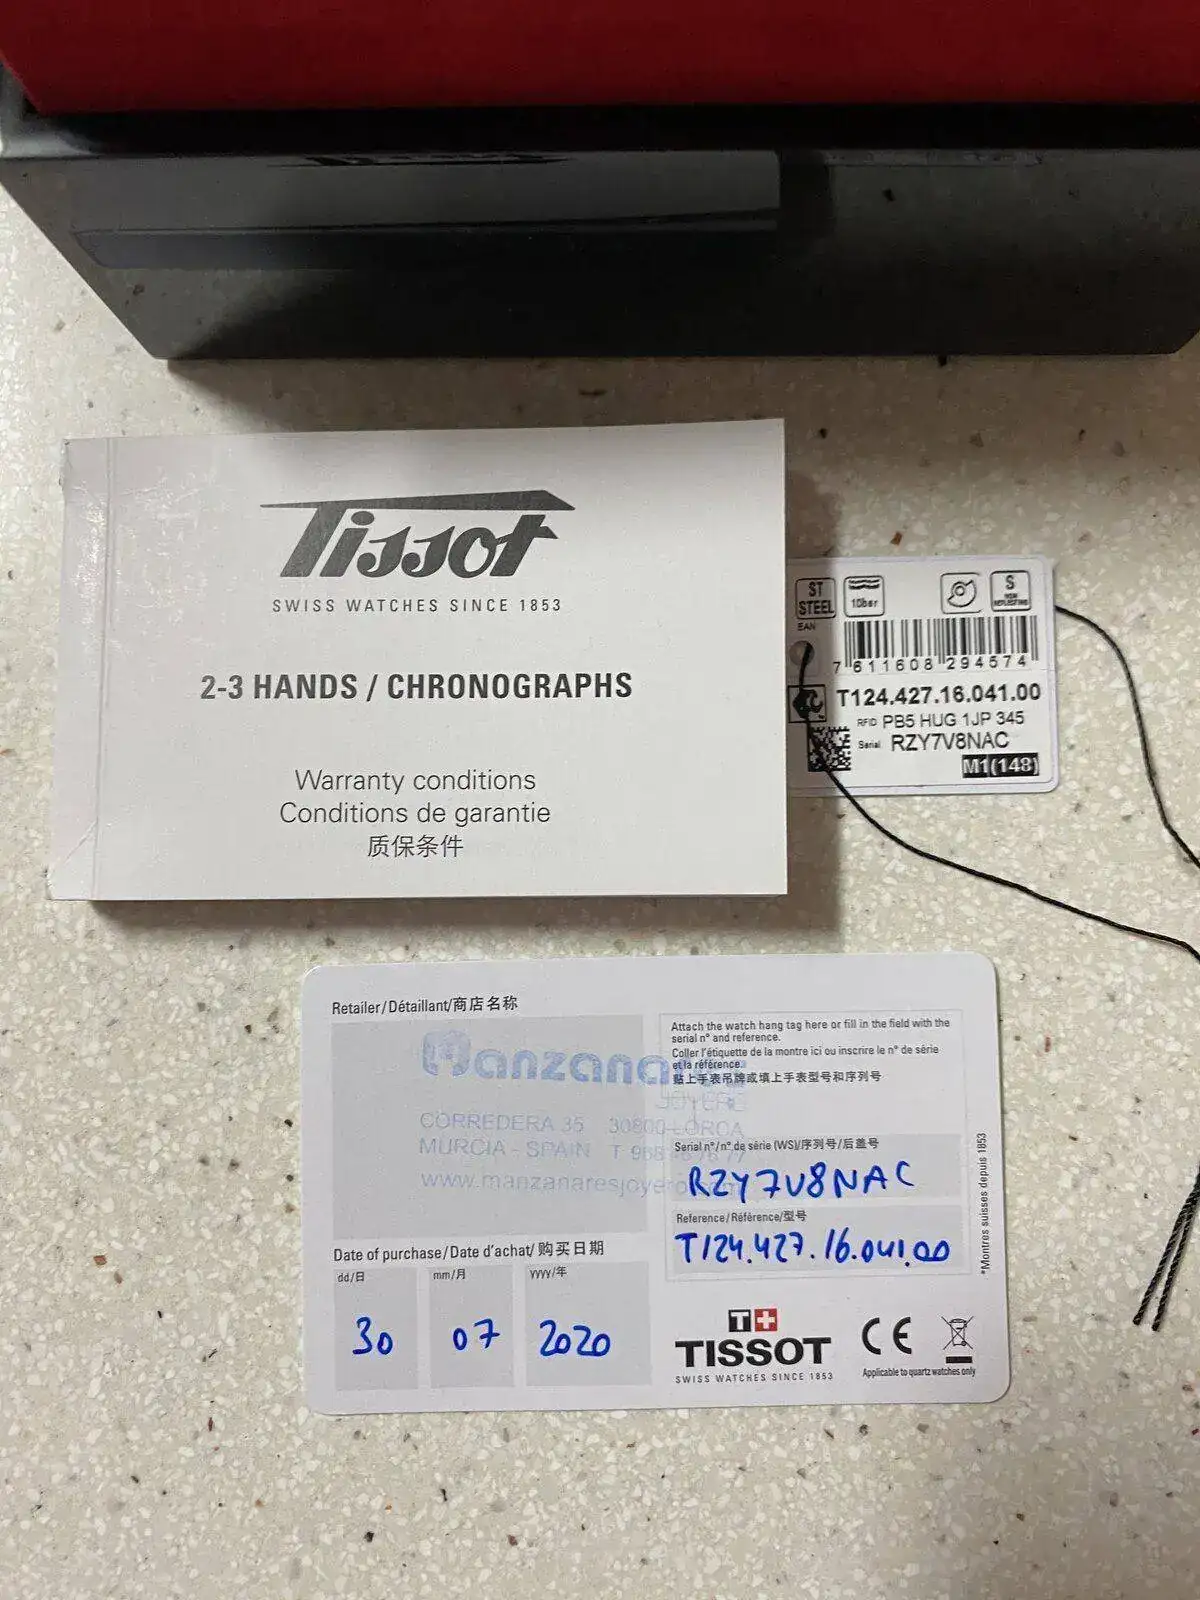 Tissot
SWISS WATCHES SINCE 1853
2-3 HANDS / CHRONOGRAPHS
Warranty conditions
Conditions de garantie
质保条件
ST
STEEL
10bar
S
EAN
7 611608 294574
T124.427.16.041.00
RFID PB5 HUG 1JP 345
Serial RZY7V8NAC
M1(148)
Retailer/Détaillant/商店名称
Manzanares
JOYERO
CORREDERA 35 30800 LORCA
MURCIA - SPAIN T 968
www.manzanaresjoyero.com
Attach the watch hang tag here or fill in the field with the
serial n° and reference.
Coller l'étiquette de la montre ici ou inscrire le n° de série
et la référence.
贴上手表吊牌或填上手表型号和序列号
Serial n°/n° de série (WS)/序列号/后盖号
RZY7V8NAC
Reference/Référence/型号
T124.427.16.041.00
Date of purchase/Date d'achat/购买日期
dd/日 mm/月 yyyy/年
30 07 2020
T+
TISSOT
SWISS WATCHES SINCE 1853
CE
Applicable to quartz watches only
*Montres suisses depuis 1853